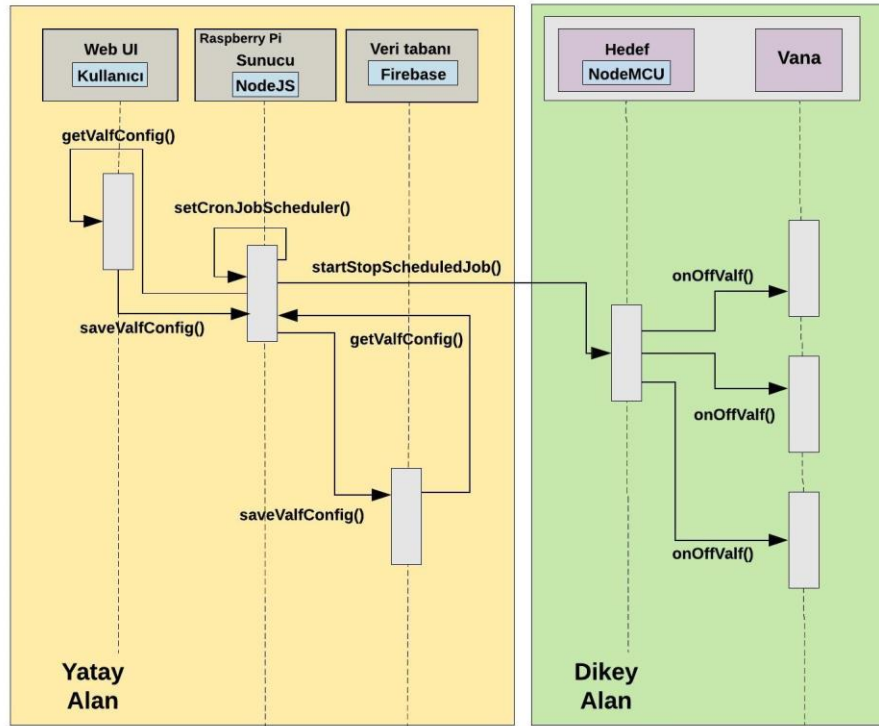 Web UI
Kullanıcı
Raspberry Pi
Sunucu
NodeJS
Veri tabanı
Firebase
Hedef
NodeMCU
Vana
getValfConfig()
setCronJobScheduler()
startStopScheduledJob()
onOffValf()
saveValfConfig()
getValfConfig()
onOffValf()
saveValfConfig()
onOffValf()
Yatay
Alan
Dikey
Alan